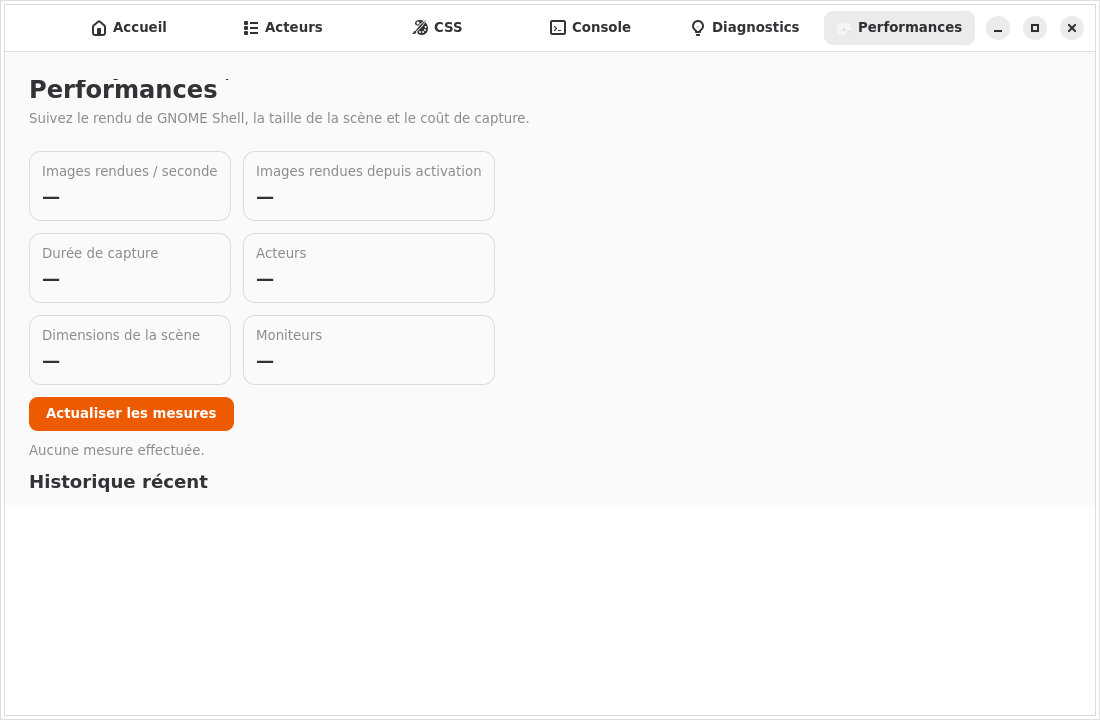 Accueil
Acteurs
CSS
Console
Diagnostics
Performances
Performances
Suivez le rendu de GNOME Shell, la taille de la scène et le coût de capture.
Images rendues / seconde
—
Images rendues depuis activation
—
Durée de capture
—
Acteurs
—
Dimensions de la scène
—
Moniteurs
—
Actualiser les mesures
Aucune mesure effectuée.
Historique récent